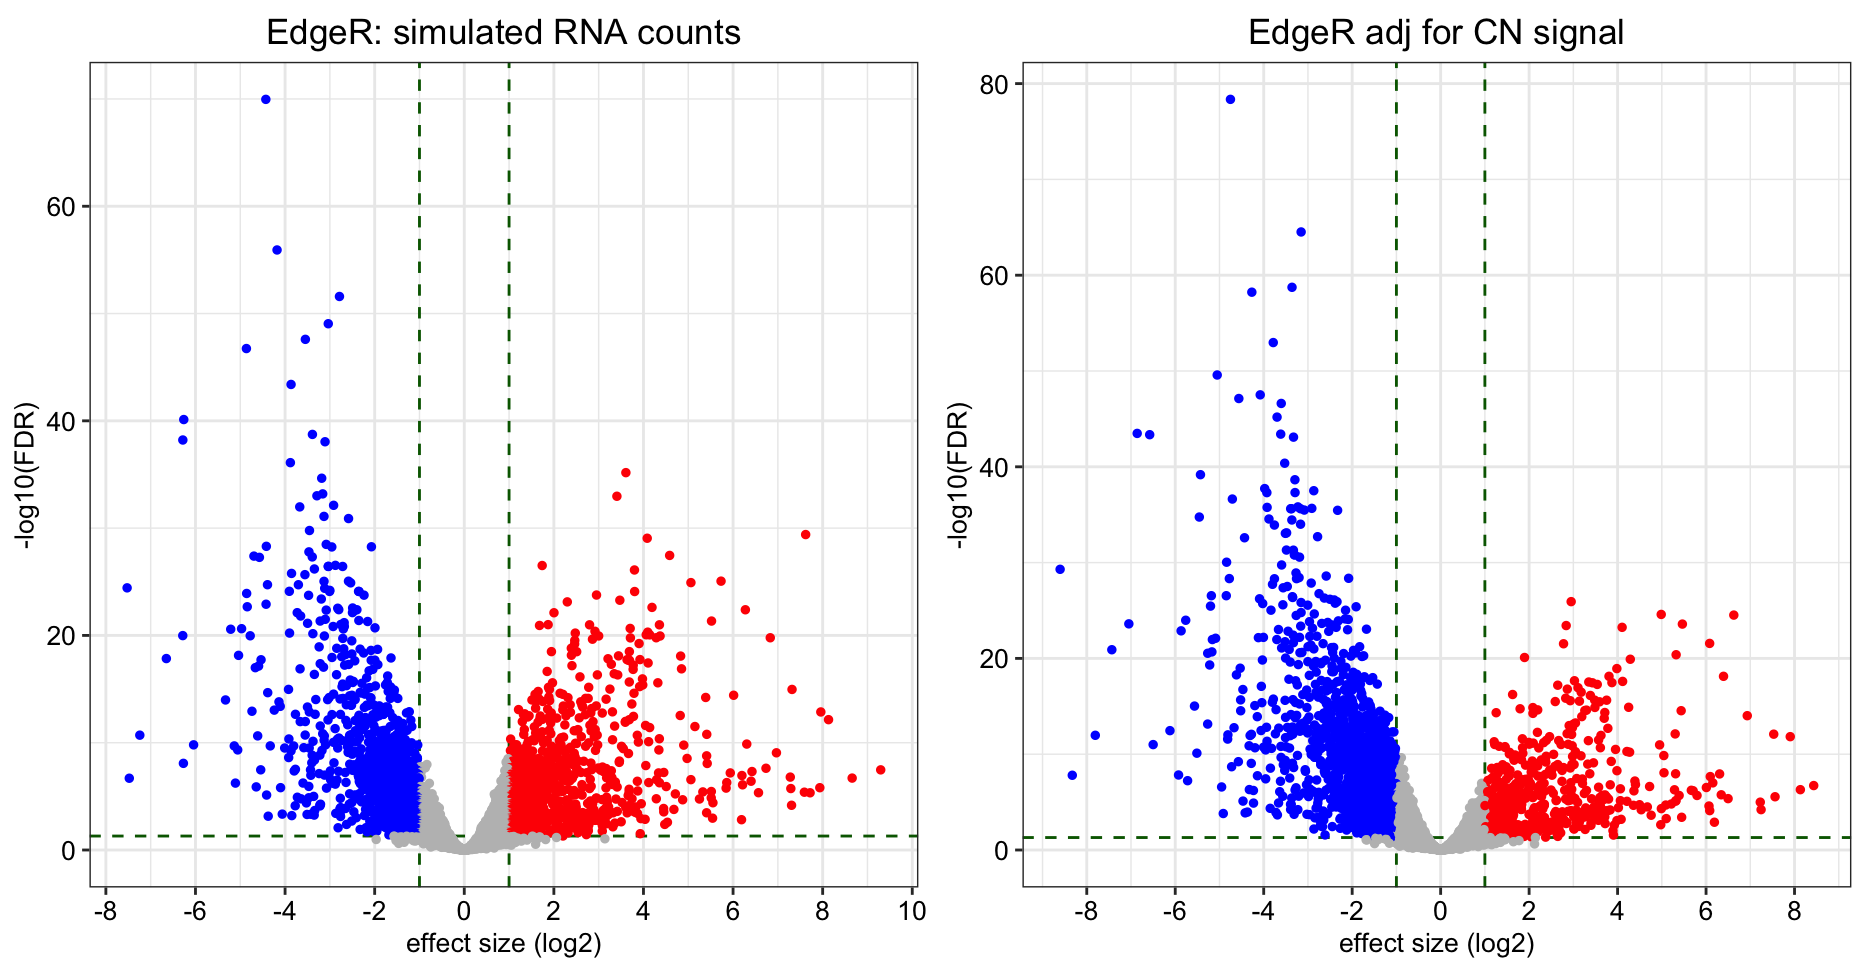 EdgeR: simulated RNA counts
-log10(FDR)
60
40
20
0
-8 -6 -4 -2 0 2 4 6 8 10
effect size (log2)
EdgeR adj for CN signal
-log10(FDR)
80
60
40
20
0
-8 -6 -4 -2 0 2 4 6 8
effect size (log2)